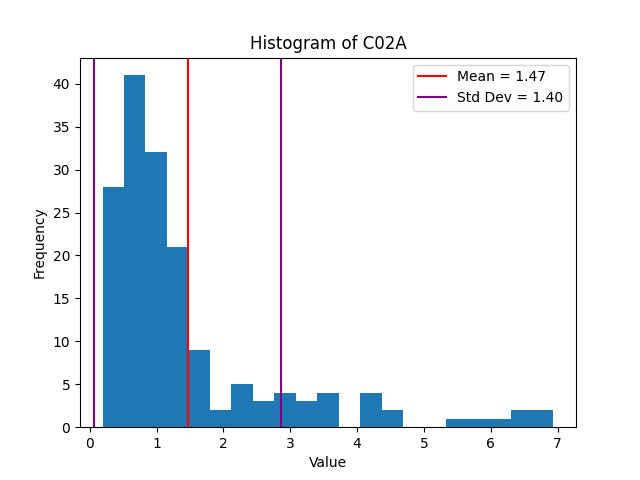 Histogram of C02A
Mean = 1.47
Std Dev = 1.40
Frequency
40
35
30
25
20
15
10
5
0
0 1 2 3 4 5 6 7
Value